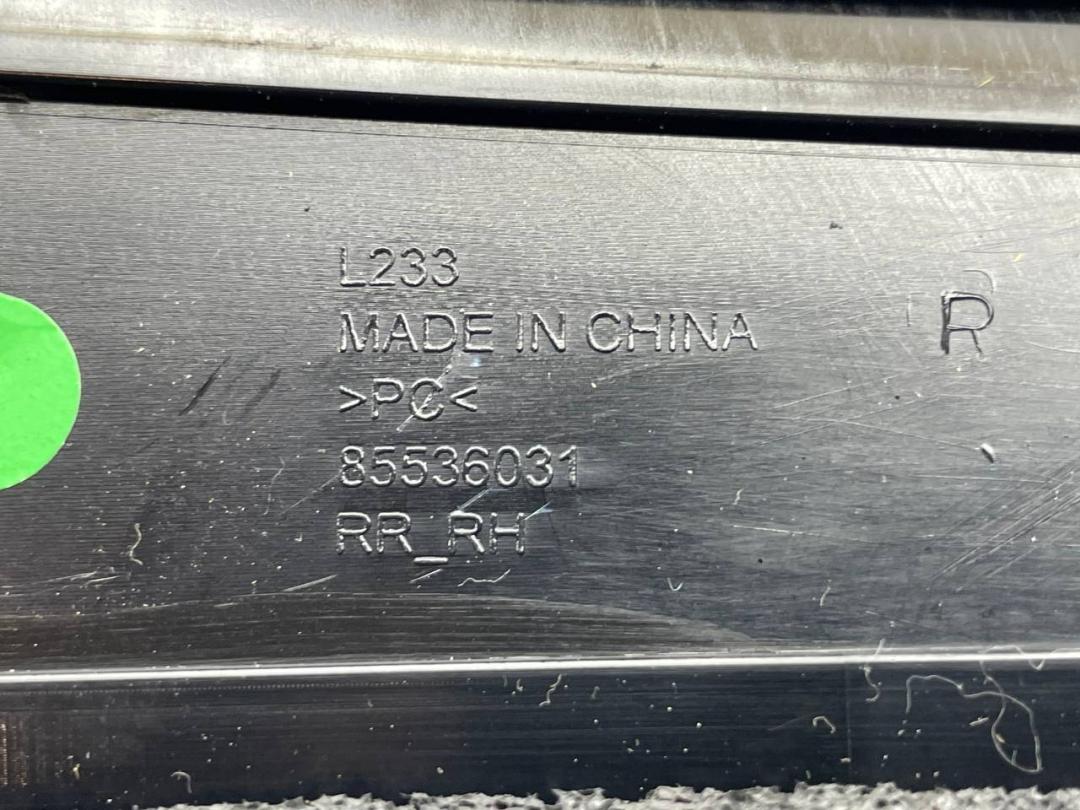 L233
MADE IN CHINA
>PC<
85536031
RR_RH
R